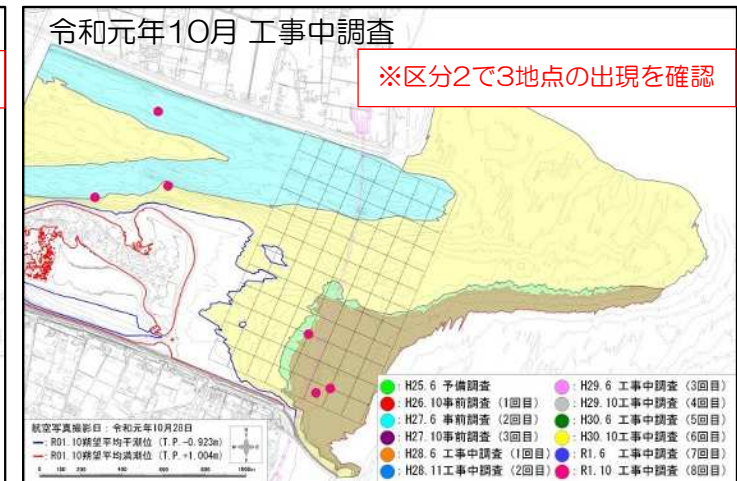 令和元年10月 工事中調査
※区分2で3地点の出現を確認
航空写真撮影日:令和元年10月28日
: R01.10朔望平均干潮位 (T.P.-0.923m)
: R01.10朔望平均満潮位 (T.P.+1.004m)
: H25.6 予備調査
: H26.10事前調査 (1回目)
: H27.6 事前調査 (2回目)
: H27.10事前調査 (3回目)
: H28.6 工事中調査 (1回目)
: H28.11工事中調査 (2回目)
: H29.6 工事中調査 (3回目)
: H29.10工事中調査 (4回目)
: H30.6 工事中調査 (5回目)
: H30.10工事中調査 (6回目)
: R1.6 工事中調査 (7回目)
: R1.10 工事中調査 (8回目)